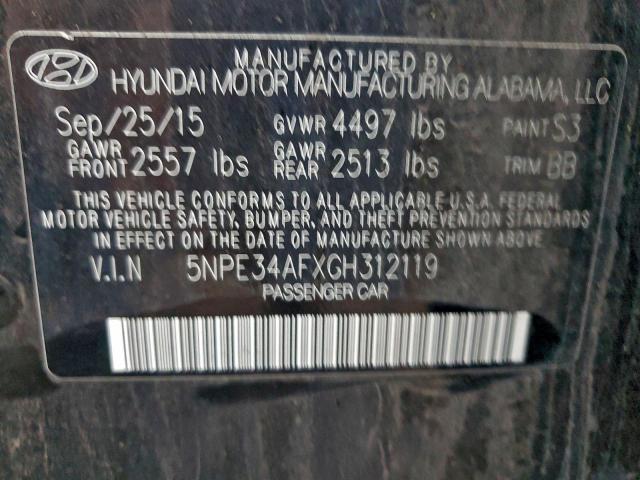 MANUFACTURED BY
HYUNDAI MOTOR MANUFACTURING ALABAMA, LLC
Sep/25/15 GVWR 4497 lbs PAINT S3
GAWR FRONT 2557 lbs GAWR REAR 2513 lbs TRIM BB
THIS VEHICLE CONFORMS TO ALL APPLICABLE U.S.A. FEDERAL
MOTOR VEHICLE SAFETY, BUMPER, AND THEFT PREVENTION STANDARDS
IN EFFECT ON THE DATE OF MANUFACTURE SHOWN ABOVE.
V.I.N 5NPE34AFXGH312119
PASSENGER CAR